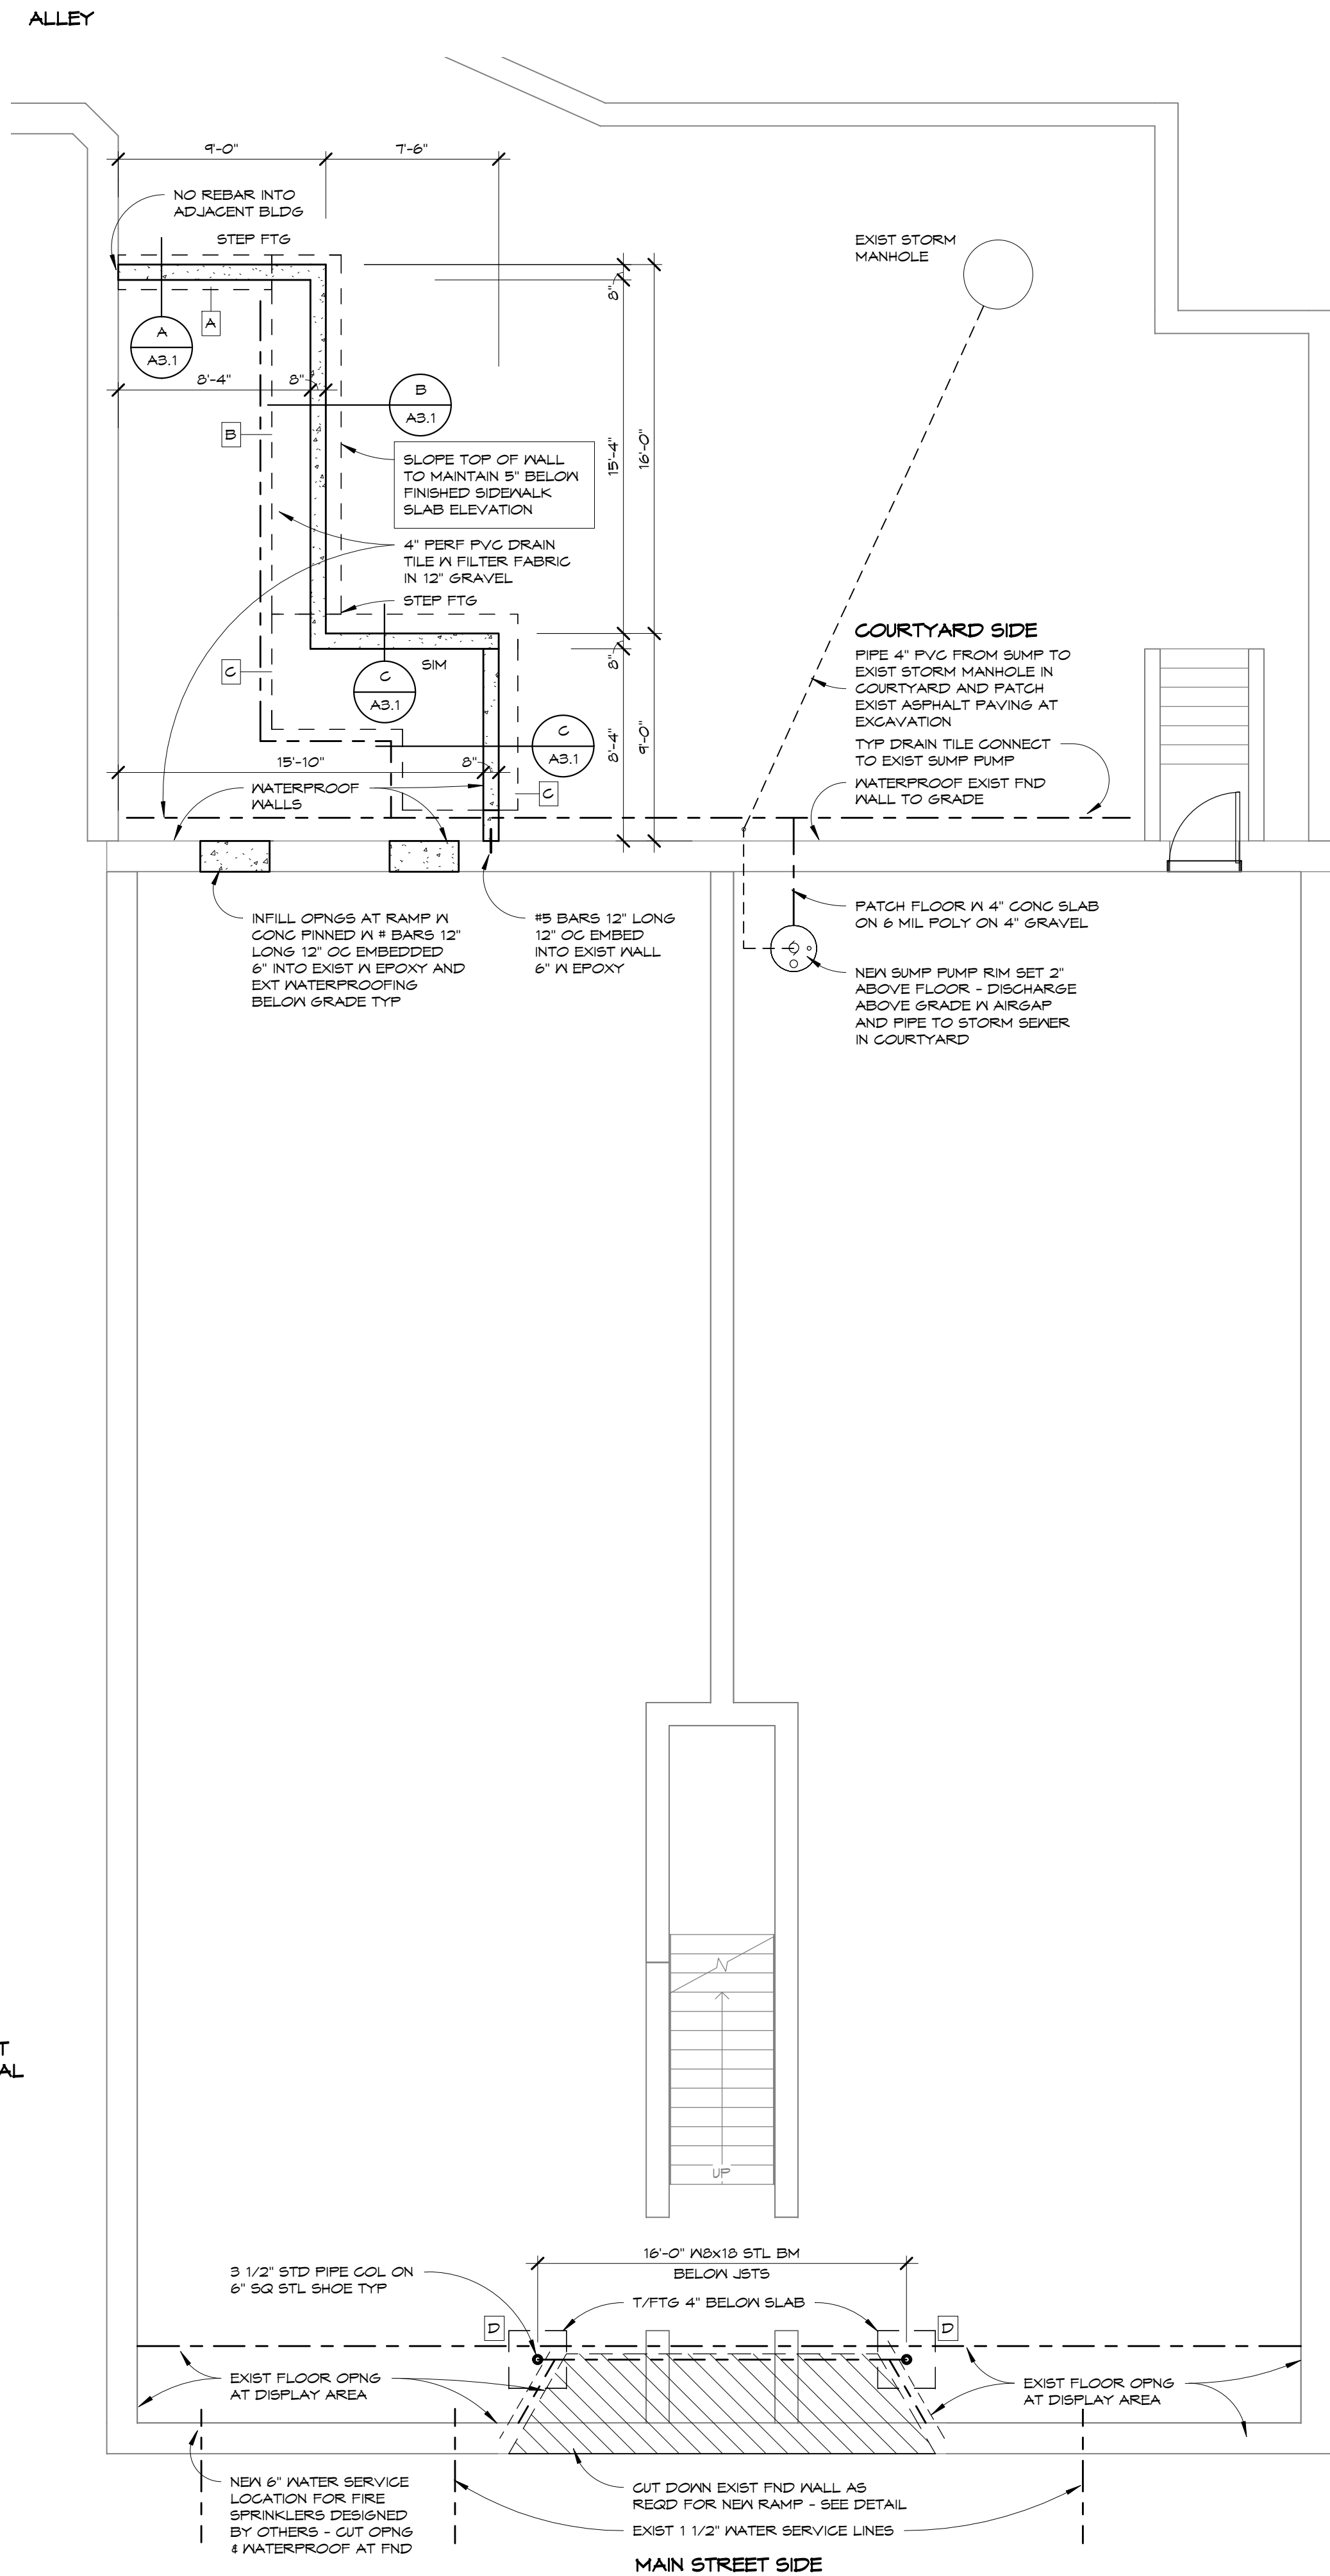 ALLEY
9'-0"
7'-6"
NO REBAR INTO
ADJACENT BLDG
STEP FTG
EXIST STORM
MANHOLE
8"
A
A
A3.1
8'-4"
8"
B
A3.1
B
15'-4"
16'-0"
SLOPE TOP OF WALL
TO MAINTAIN 5" BELOW
FINISHED SIDEWALK
SLAB ELEVATION
4" PERF PVC DRAIN
TILE W FILTER FABRIC
IN 12" GRAVEL
STEP FTG
COURTYARD SIDE
PIPE 4" PVC FROM SUMP TO
EXIST STORM MANHOLE IN
COURTYARD AND PATCH
EXIST ASPHALT PAVING AT
EXCAVATION
TYP DRAIN TILE CONNECT
TO EXIST SUMP PUMP
WATERPROOF EXIST FND
WALL TO GRADE
SIM
8"
C
C
A3.1
C
A3.1
8'-4"
9'-0"
15'-10"
8"
WATERPROOF
WALLS
C
INFILL OPNGS AT RAMP W
CONC PINNED W # BARS 12"
LONG 12" OC EMBEDDED
6" INTO EXIST W EPOXY AND
EXT WATERPROOFING
BELOW GRADE TYP
#5 BARS 12" LONG
12" OC EMBED
INTO EXIST WALL
6" W EPOXY
PATCH FLOOR W 4" CONC SLAB
ON 6 MIL POLY ON 4" GRAVEL
NEW SUMP PUMP RIM SET 2"
ABOVE FLOOR - DISCHARGE
ABOVE GRADE W AIRGAP
AND PIPE TO STORM SEWER
IN COURTYARD
T
AL
UP
16'-0" W8x18 STL BM
BELOW JSTS
3 1/2" STD PIPE COL ON
6" SQ STL SHOE TYP
T/FTG 4" BELOW SLAB
D
D
EXIST FLOOR OPNG
AT DISPLAY AREA
EXIST FLOOR OPNG
AT DISPLAY AREA
NEW 6" WATER SERVICE
LOCATION FOR FIRE
SPRINKLERS DESIGNED
BY OTHERS - CUT OPNG
& WATERPROOF AT FND
CUT DOWN EXIST FND WALL AS
REQD FOR NEW RAMP - SEE DETAIL
EXIST 1 1/2" WATER SERVICE LINES
MAIN STREET SIDE